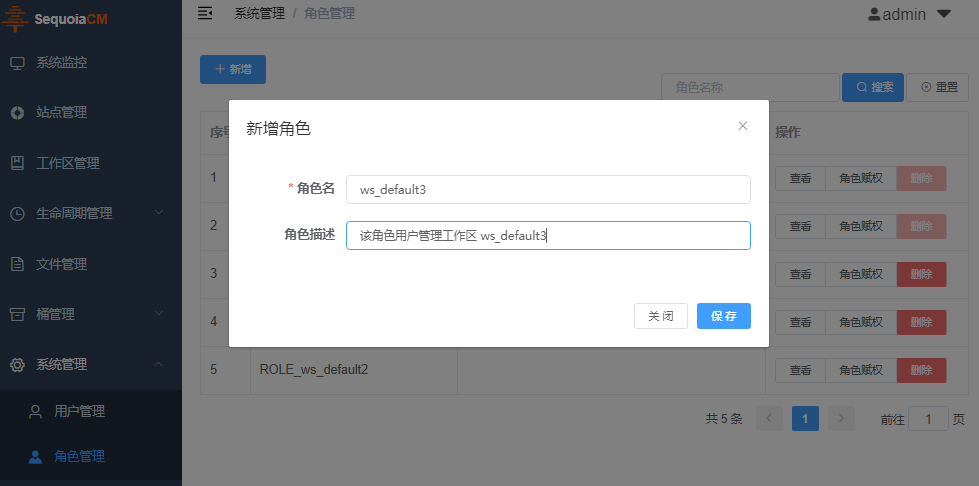 SequoiaCM
系统管理 / 角色管理
admin
系统监控
站点管理
工作区管理
生命周期管理
文件管理
桶管理
系统管理
用户管理
角色管理
+ 新增
角色名称
搜索
重置
序号
操作
新增角色
* 角色名
ws_default3
角色描述
该角色用户管理工作区 ws_default3
关 闭
保 存
1
查看 角色赋权 删除
2
查看 角色赋权 删除
3
查看 角色赋权 删除
4
查看 角色赋权 删除
5 ROLE_ws_default2
查看 角色赋权 删除
共 5 条 1 前往 1 页